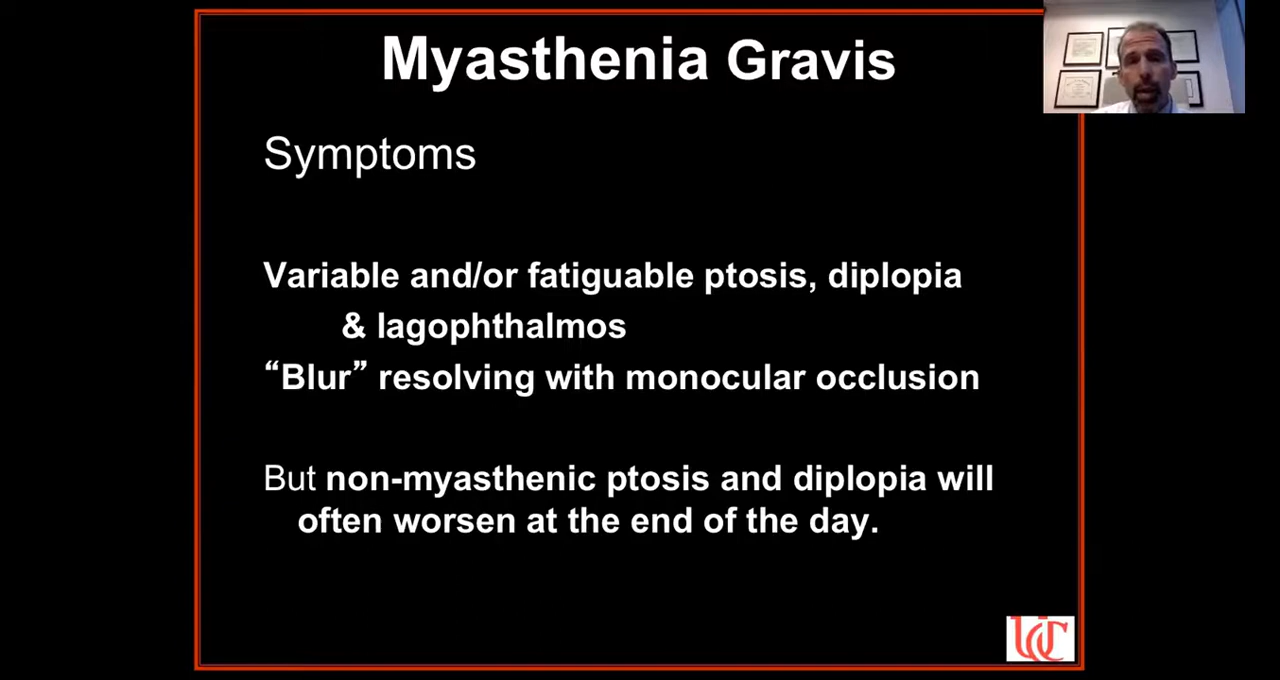 Myasthenia Gravis
Symptoms
Variable and/or fatiguable ptosis, diplopia
& lagophthalmos
“Blur” resolving with monocular occlusion
But non-myasthenic ptosis and diplopia will
often worsen at the end of the day.
UIC